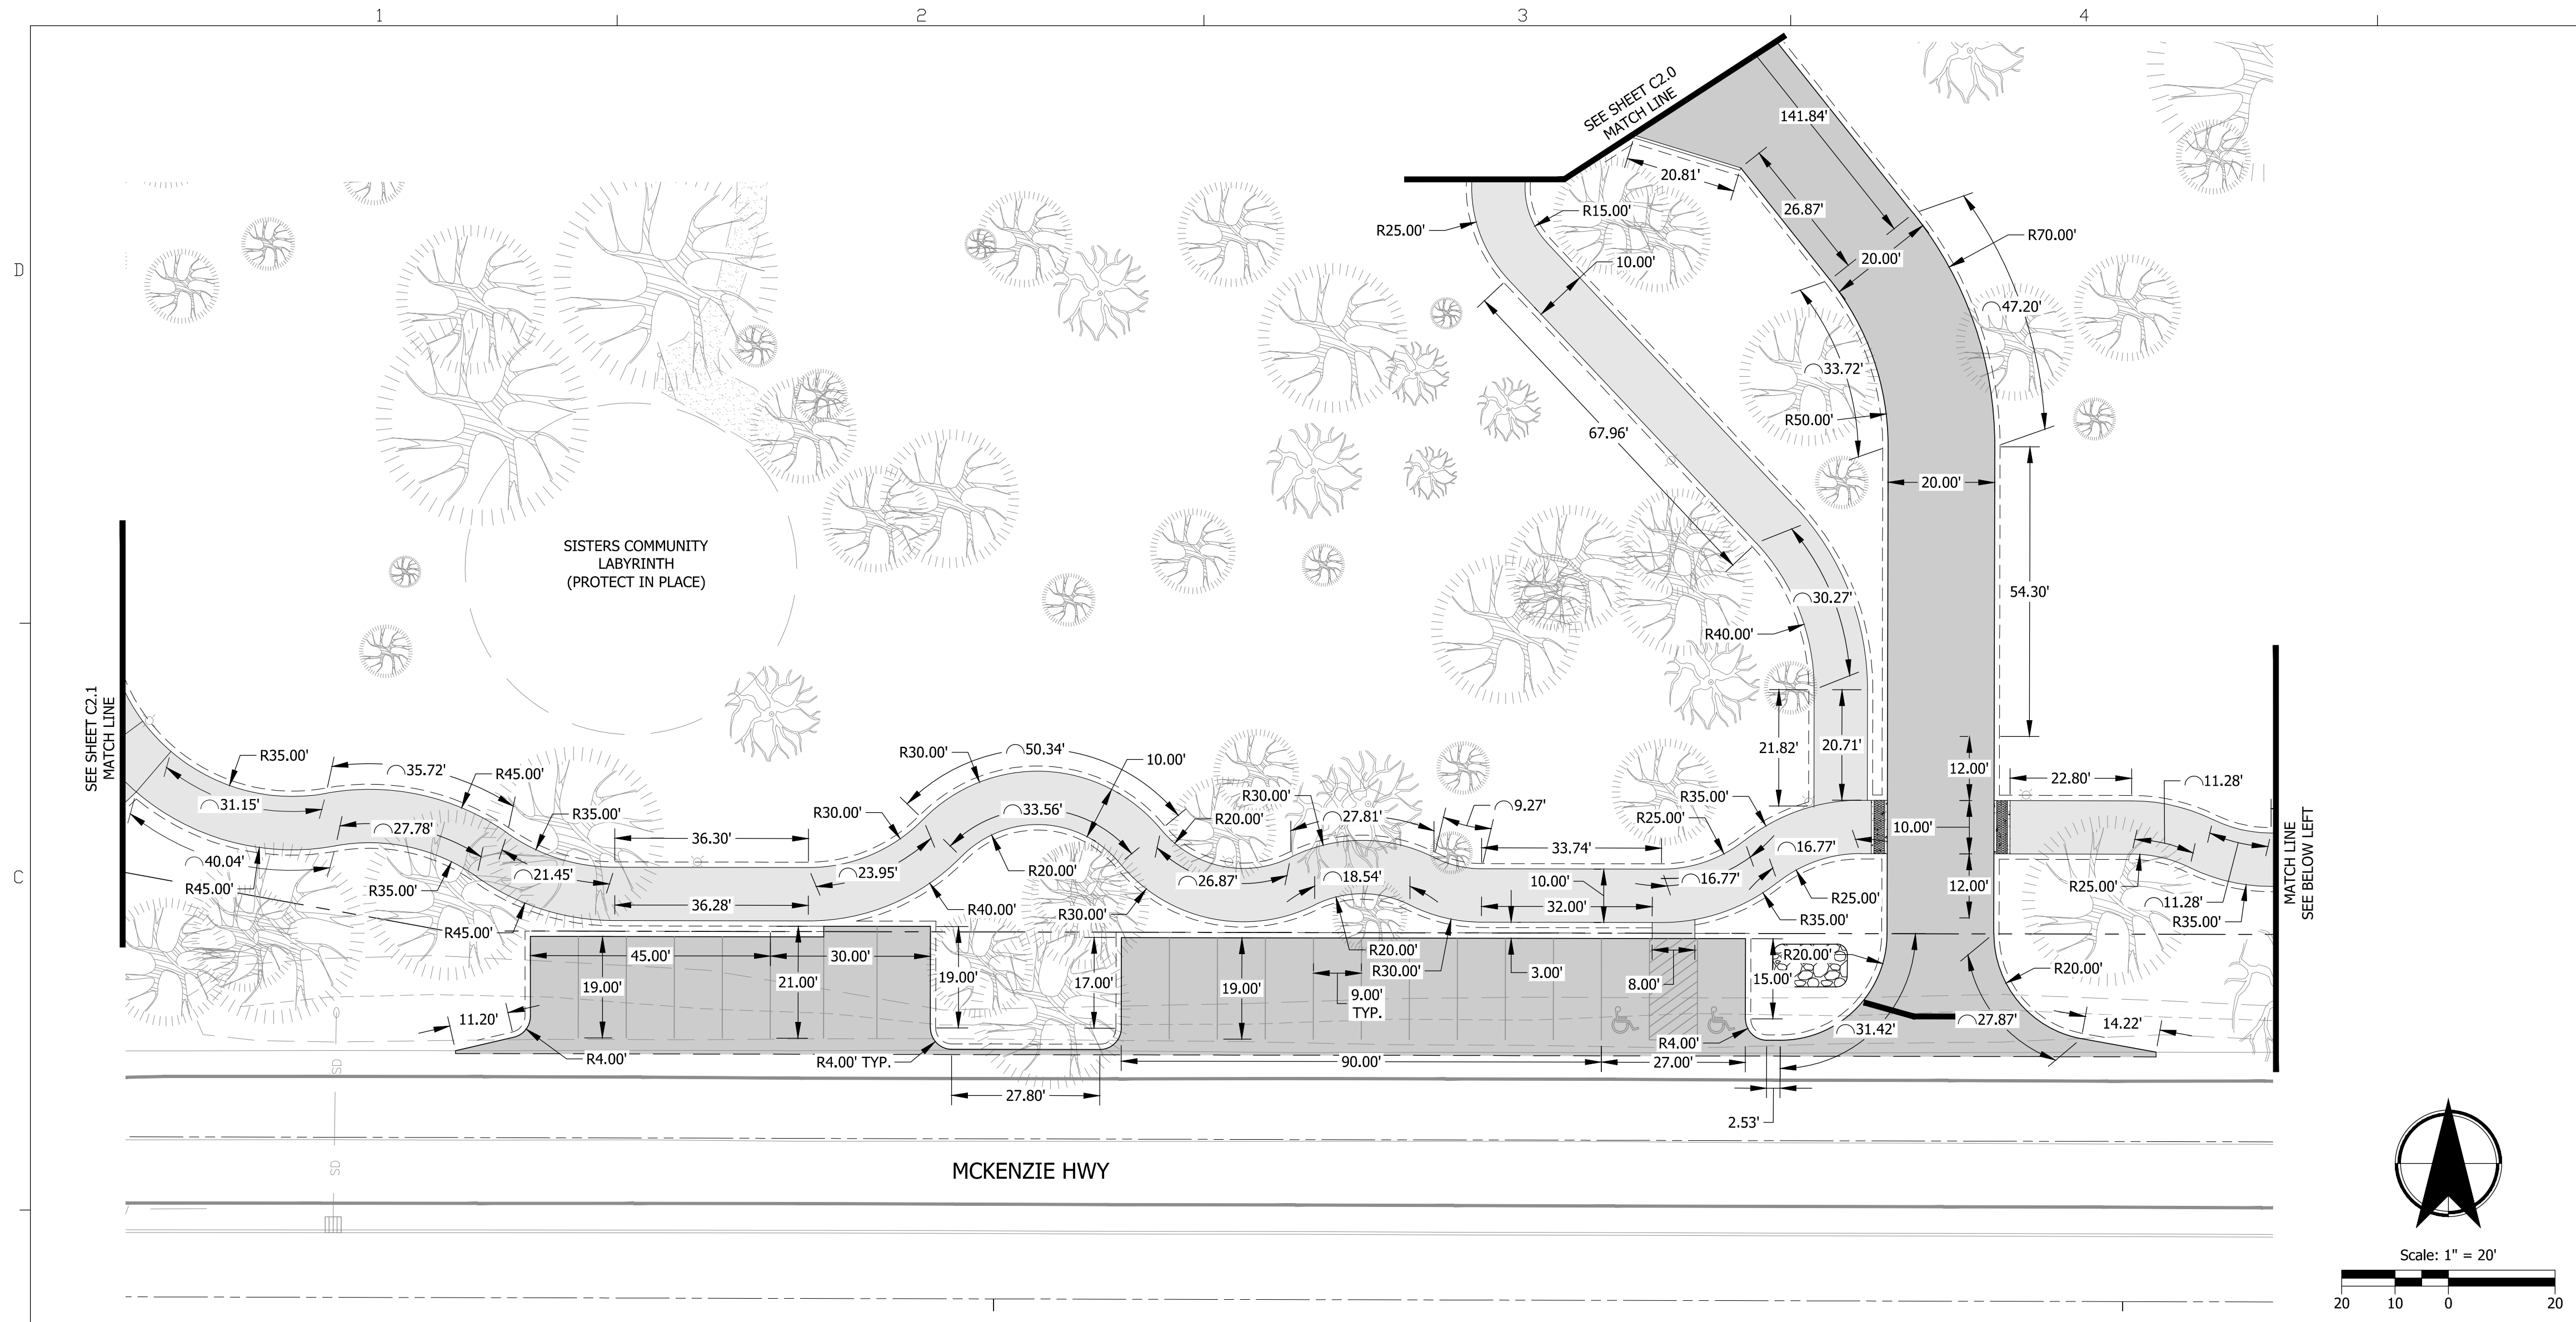 1 2 3 4
D
C
SEE SHEET C2.0
MATCH LINE
141.84'
20.81'
26.87'
R15.00'
R25.00'
R70.00'
10.00'
20.00'
47.20'
33.72'
R50.00'
67.96'
20.00'
SISTERS COMMUNITY
LABYRINTH
(PROTECT IN PLACE)
54.30'
30.27'
R40.00'
SEE SHEET C2.1
MATCH LINE
21.82'
20.71'
R35.00'
35.72'
R45.00'
31.15'
R35.00'
27.78'
36.30'
R30.00'
50.34'
10.00'
R30.00'
33.56'
R30.00'
R20.00'
27.81'
9.27'
R35.00'
R25.00'
12.00'
22.80'
11.28'
10.00'
33.74'
16.77'
40.04'
R45.00'
R35.00'
21.45'
23.95'
R20.00'
26.87'
18.54'
10.00'
16.77'
12.00'
R25.00'
11.28'
R35.00'
MATCH LINE
SEE BELOW LEFT
R45.00'
36.28'
R40.00'
R30.00'
32.00'
R25.00'
R35.00'
45.00'
30.00'
19.00'
21.00'
19.00'
17.00'
R20.00'
R30.00'
3.00'
19.00'
9.00'
TYP.
8.00'
15.00'
R20.00'
R20.00'
11.20'
R4.00'
R4.00' TYP.
R4.00'
31.42'
27.87'
14.22'
90.00'
27.00'
27.80'
2.53'
SD
SD
MCKENZIE HWY
Scale: 1" = 20'
20 10 0 20